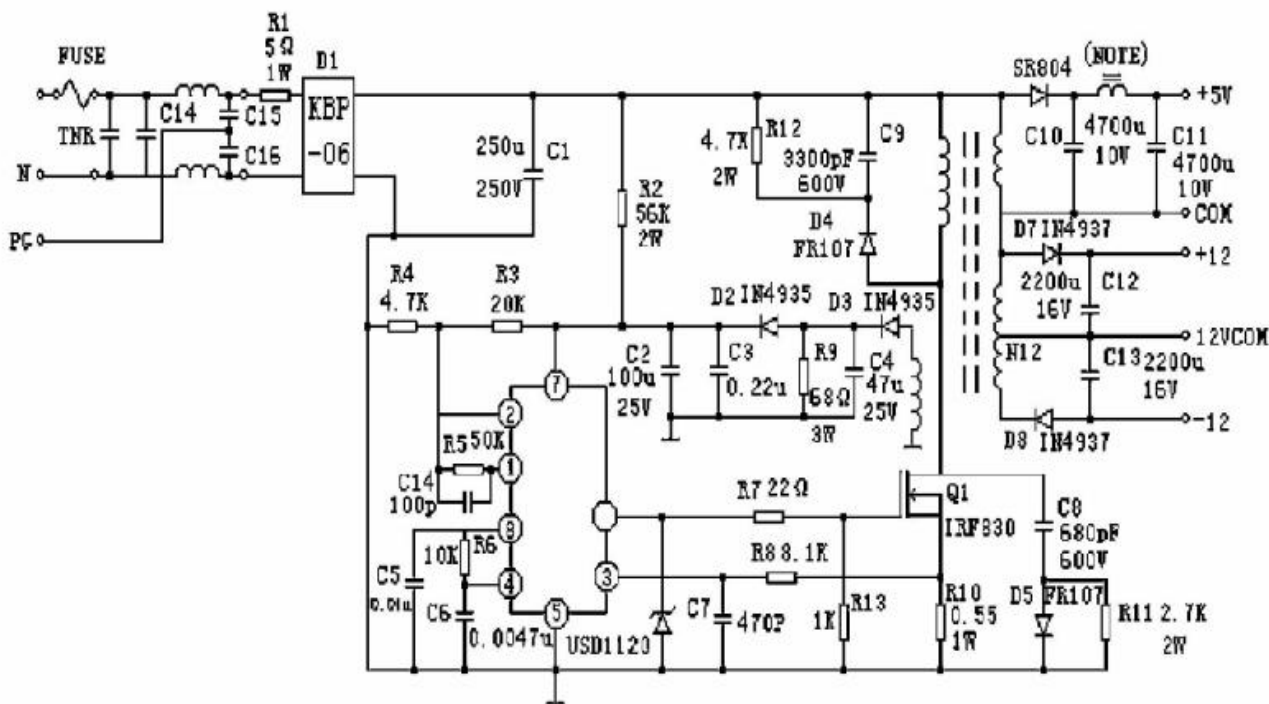 FUSE
TNR
N
PG
C14
C15
C16
R1
5Ω
1W
D1
KBP
-06
250u
250V
C1
R2
56K
2W
4.7K
R12
2W
C9
3300pF
600V
D4
FR107
SR804
(NOTE)
+5V
C10
4700u
10V
C11
4700u
10V
COM
D7 IN4937
+12
2200u
16V
C12
12VCOM
N12
C13
2200u
16V
-12
D8
IN4937
R4
4.7K
R3
20K
D2 IN4935
D3 IN4935
C2
100u
25V
C3
0.22u
R9
68Ω
3W
C4
47u
25V
7
2
R5 50K
1
C14
100p
8
R6
10K
4
C5
0.01u
C6
0.0047u
5
3
USD1120
R7 22Ω
R8 8.1K
C7
470P
R13
1K
Q1
IRF830
R10
0.55
1W
C8
680pF
600V
D5 FR107
R11 2.7K
2W